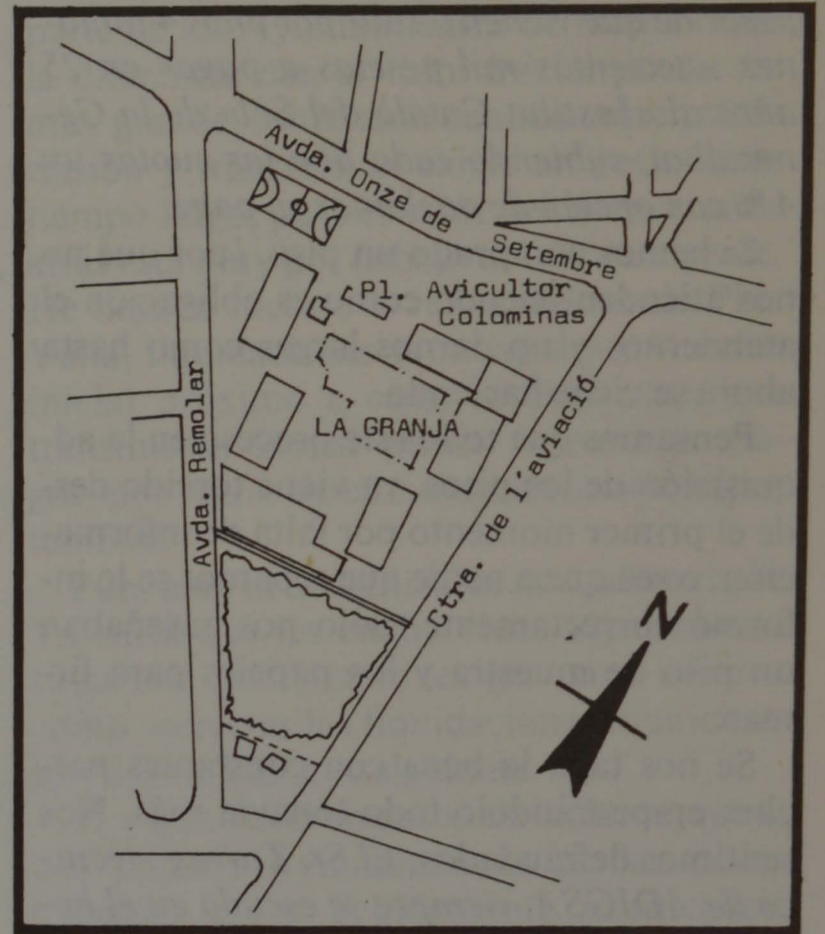 Avda. Onze de Setembre
Pl. Avicultor
Colominas
LA GRANJA
Avda. Remolar
Ctra. de l'aviació
N